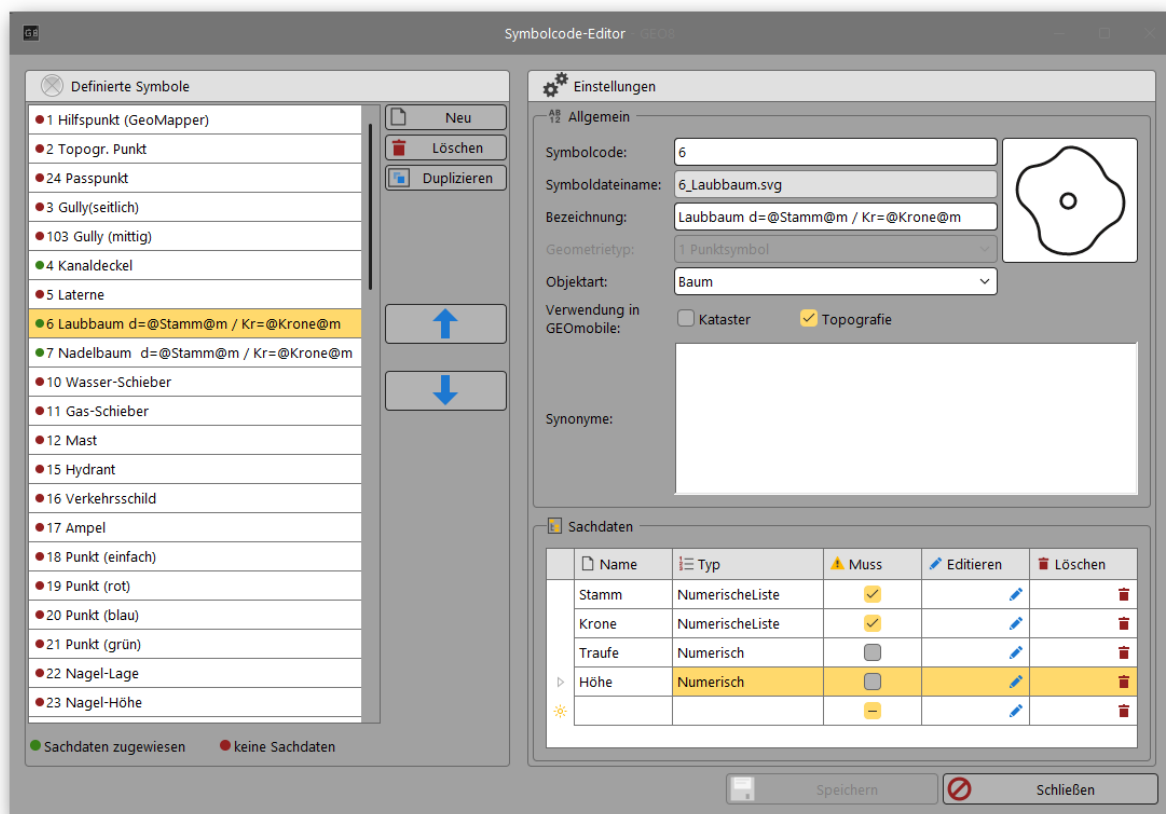 G8
Symbolcode-Editor - GEO8
Definierte Symbole
1 Hilfspunkt (GeoMapper)
2 Topogr. Punkt
24 Passpunkt
3 Gully(seitlich)
103 Gully (mittig)
4 Kanaldeckel
5 Laterne
6 Laubbaum d=@Stamm@m / Kr=@Krone@m
7 Nadelbaum  d=@Stamm@m / Kr=@Krone@m
10 Wasser-Schieber
11 Gas-Schieber
12 Mast
15 Hydrant
16 Verkehrsschild
17 Ampel
18 Punkt (einfach)
19 Punkt (rot)
20 Punkt (blau)
21 Punkt (grün)
22 Nagel-Lage
23 Nagel-Höhe
Sachdaten zugewiesen keine Sachdaten
Neu
Löschen
Duplizieren
Einstellungen
AB
12
Allgemein
Symbolcode: 6
Symboldateiname: 6_Laubbaum.svg
Bezeichnung: Laubbaum d=@Stamm@m / Kr=@Krone@m
Geometrietyp: 1 Punktsymbol
Objektart: Baum
Verwendung in
GEOmobile:
Kataster Topografie
Synonyme:
Sachdaten
Name Typ Muss Editieren Löschen
Stamm NumerischeListe
Krone NumerischeListe
Traufe Numerisch
Höhe Numerisch
Speichern Schließen